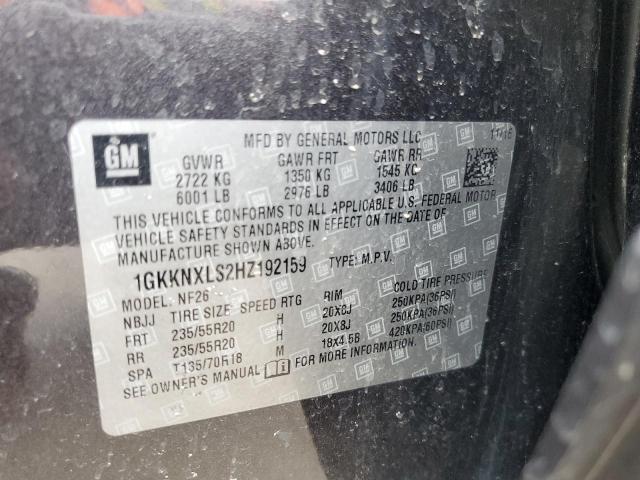 GM
MFD BY GENERAL MOTORS LLC 11/16
GVWR GAWR FRT GAWR RR
2722 KG 1350 KG 1545 KG
6001 LB 2976 LB 3406 LB
THIS VEHICLE CONFORMS TO ALL APPLICABLE U.S. FEDERAL MOTOR
VEHICLE SAFETY STANDARDS IN EFFECT ON THE DATE OF
MANUFACTURE SHOWN ABOVE.
1GKKNXLS2HZ192159 TYPE: M.P.V.
MODEL: NF26
NBJJ TIRE SIZE SPEED RTG RIM COLD TIRE PRESSURE
FRT 235/55R20 H 20X8J 250KPA(36PSI)
RR 235/55R20 H 20X8J 250KPA(36PSI)
SPA T135/70R18 M 18X4.5B 420KPA(60PSI)
SEE OWNER'S MANUAL FOR MORE INFORMATION.